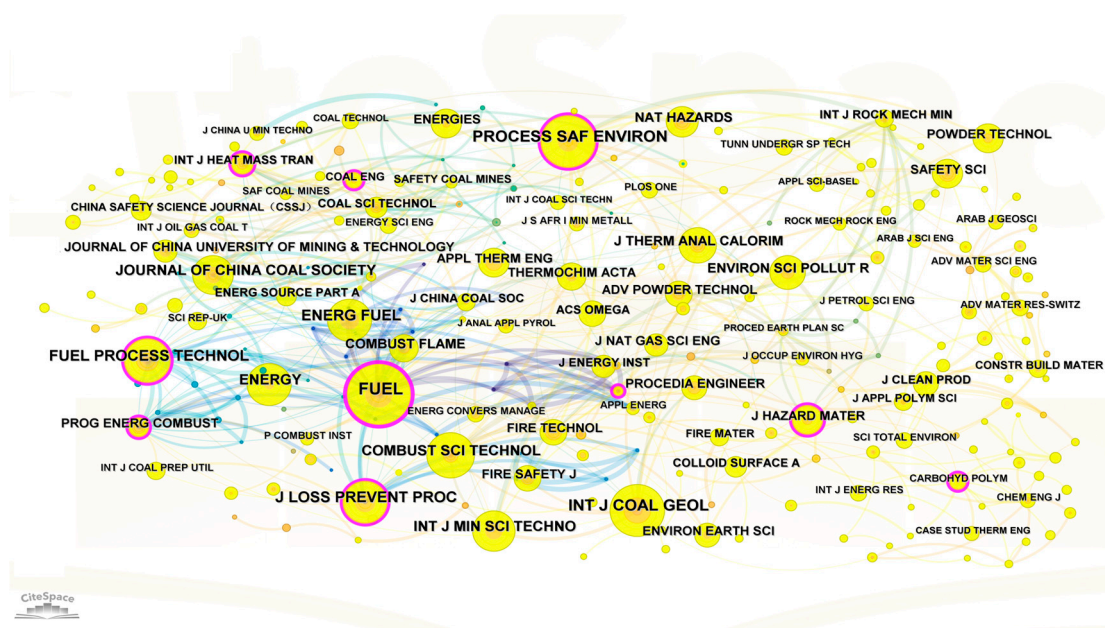 COAL TECHNOL
ENERGIES
NAT HAZARDS
INT J ROCK MECH MIN
J CHINA U MIN TECHNO
PROCESS SAF ENVIRON
POWDER TECHNOL
TUNN UNDERGR SP TECH
INT J HEAT MASS TRAN
SAFETY SCI
COAL ENG
SAFETY COAL MINES
APPL SCI-BASEL
SAF COAL MINES
PLOS ONE
CHINA SAFETY SCIENCE JOURNAL（CSSJ）
COAL SCI TECHNOL
INT J COAL SCI TECHN
INT J OIL GAS COAL T
ENERGY SCI ENG
J S AFR I MIN METALL
ROCK MECH ROCK ENG
ARAB J GEOSCI
JOURNAL OF CHINA UNIVERSITY OF MINING & TECHNOLOGY
J THERM ANAL CALORIM
ARAB J SCI ENG
APPL THERM ENG
JOURNAL OF CHINA COAL SOCIETY
THERMOCHIM ACTA
ENVIRON SCI POLLUT R
ADV MATER SCI ENG
ENERG SOURCE PART A
J CHINA COAL SOC
ADV POWDER TECHNOL
J PETROL SCI ENG
ADV MATER RES-SWITZ
SCI REP-UK
ENERG FUEL
ACS OMEGA
J ANAL APPL PYROL
PROCED EARTH PLAN SC
COMBUST FLAME
J NAT GAS SCI ENG
FUEL PROCESS TECHNOL
J ENERGY INST
J OCCUP ENVIRON HYG
CONSTR BUILD MATER
ENERGY
FUEL
PROCEDIA ENGINEER
J CLEAN PROD
J APPL POLYM SCI
ENERG CONVERS MANAGE
APPL ENERG
J HAZARD MATER
PROG ENERG COMBUST
P COMBUST INST
FIRE TECHNOL
FIRE MATER
SCI TOTAL ENVIRON
COMBUST SCI TECHNOL
INT J COAL PREP UTIL
FIRE SAFETY J
COLLOID SURFACE A
CARBOHYD POLYM
J LOSS PREVENT PROC
INT J COAL GEOL
INT J ENERG RES
CHEM ENG J
INT J MIN SCI TECHNO
ENVIRON EARTH SCI
CASE STUD THERM ENG
CiteSpace